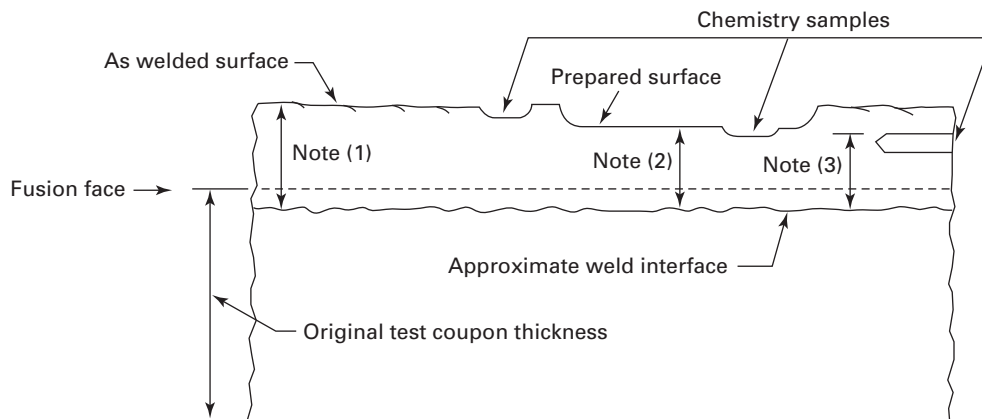 Chemistry samples
As welded surface
Prepared surface
Note (1)
Note (2)
Note (3)
Fusion face
Approximate weld interface
Original test coupon thickness